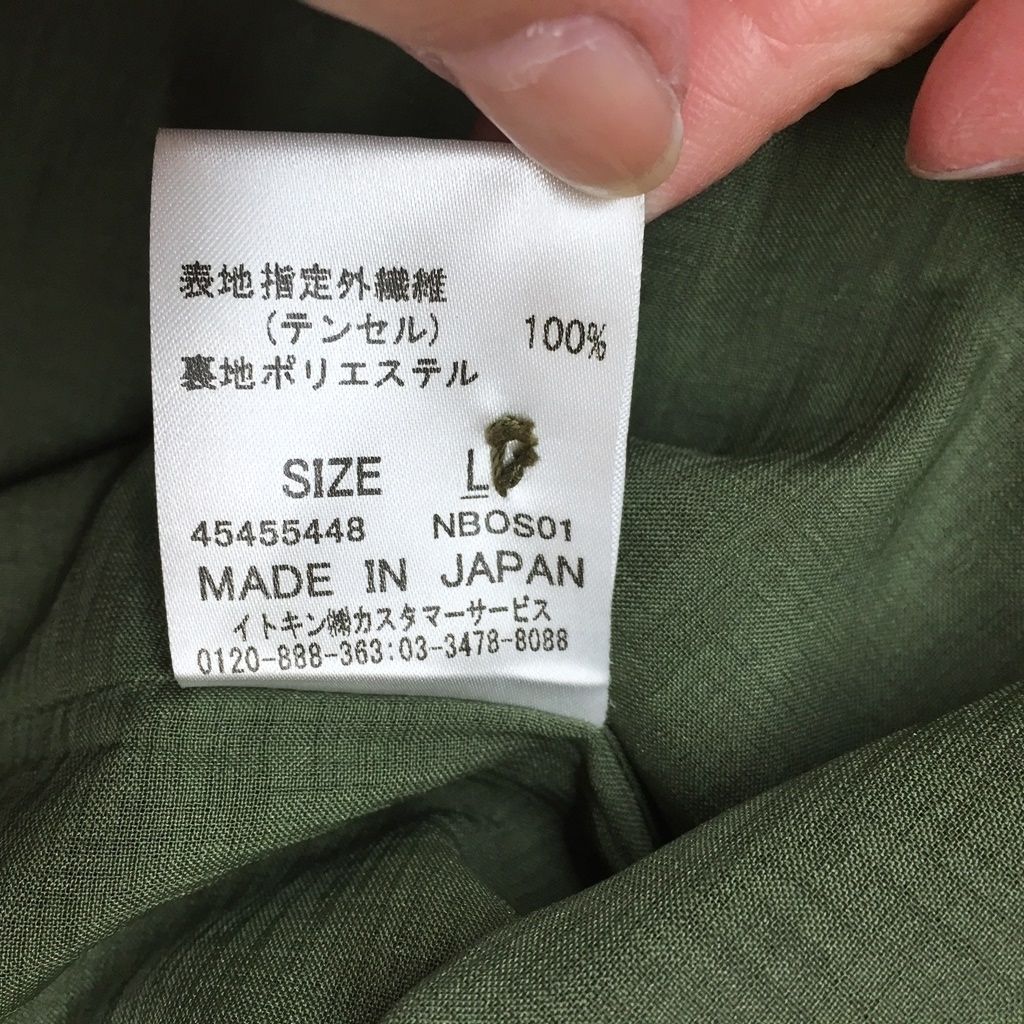 表地指定外繊維
(テンセル) 100%
裏地ポリエステル
SIZE L
45455448 NBOS01
MADE IN JAPAN
イトキン㈱カスタマーサービス
0120-888-363:03-3478-8088